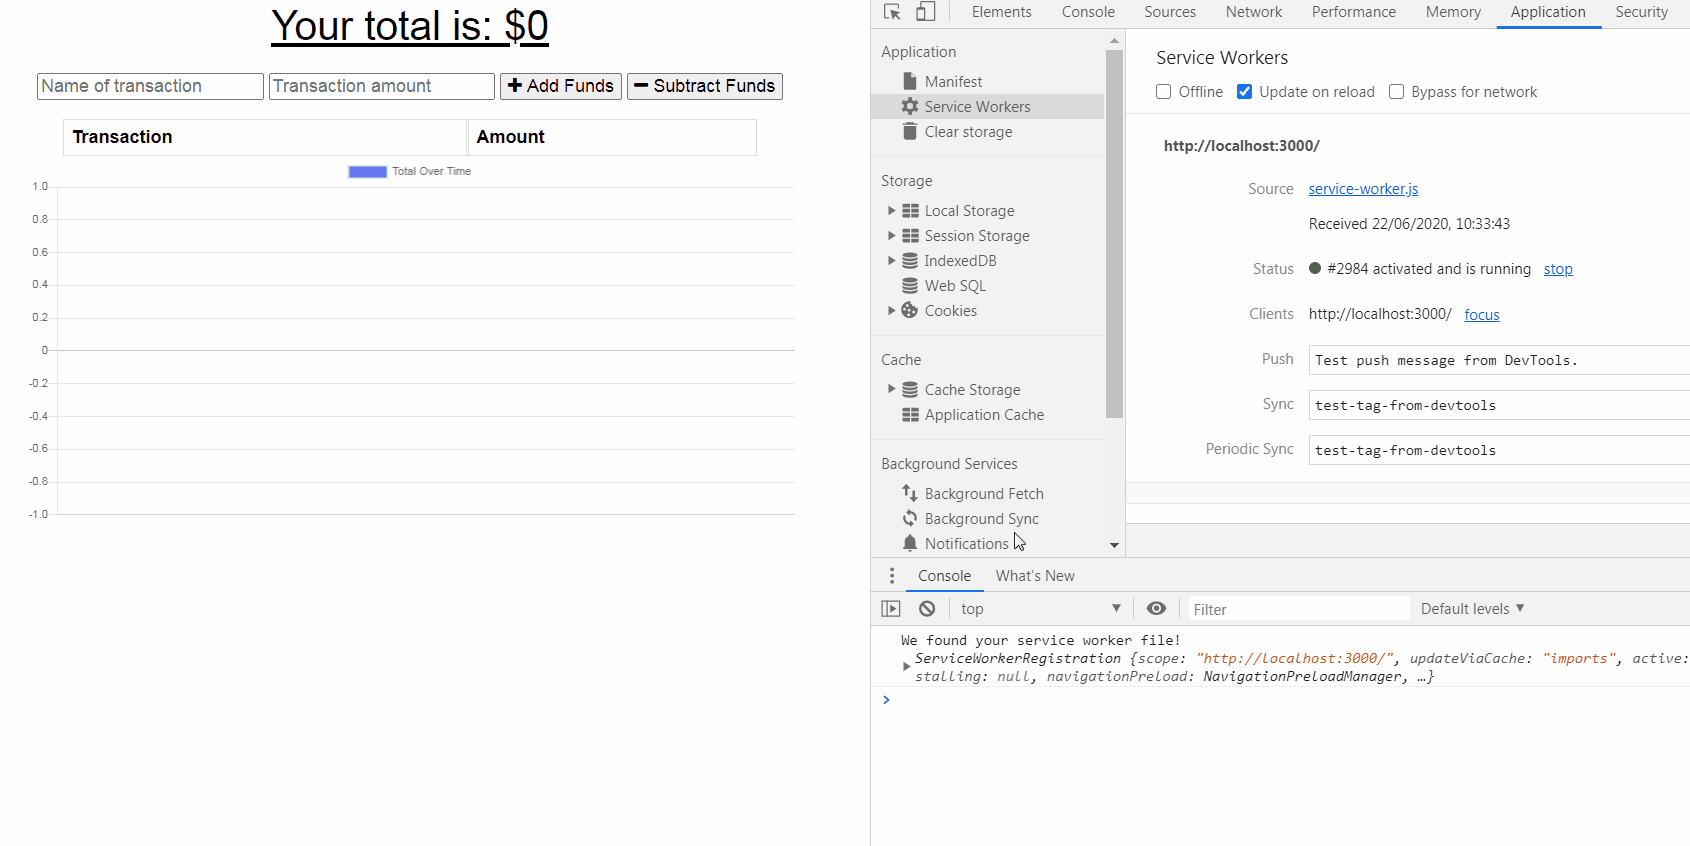 Your total is: $0
Name of transaction
Transaction amount
Add Funds
Subtract Funds
Transaction
Amount
Total Over Time
1.0
0.8
0.6
0.4
0.2
0
-0.2
-0.4
-0.6
-0.8
-1.0
Elements
Console
Sources
Network
Performance
Memory
Application
Security
Application
Manifest
Service Workers
Clear storage
Storage
Local Storage
Session Storage
IndexedDB
Web SQL
Cookies
Cache
Cache Storage
Application Cache
Background Services
Background Fetch
Background Sync
Notifications
Service Workers
Offline
Update on reload
Bypass for network
http://localhost:3000/
Source service-worker.js
Received 22/06/2020, 10:33:43
Status #2984 activated and is running stop
Clients http://localhost:3000/ focus
Push Test push message from DevTools.
Sync test-tag-from-devtools
Periodic Sync test-tag-from-devtools
Console
What's New
top
Filter
Default levels
We found your service worker file!
ServiceWorkerRegistration {scope: "http://localhost:3000/", updateViaCache: "imports", active:
stalling: null, navigationPreload: NavigationPreloadManager, …}